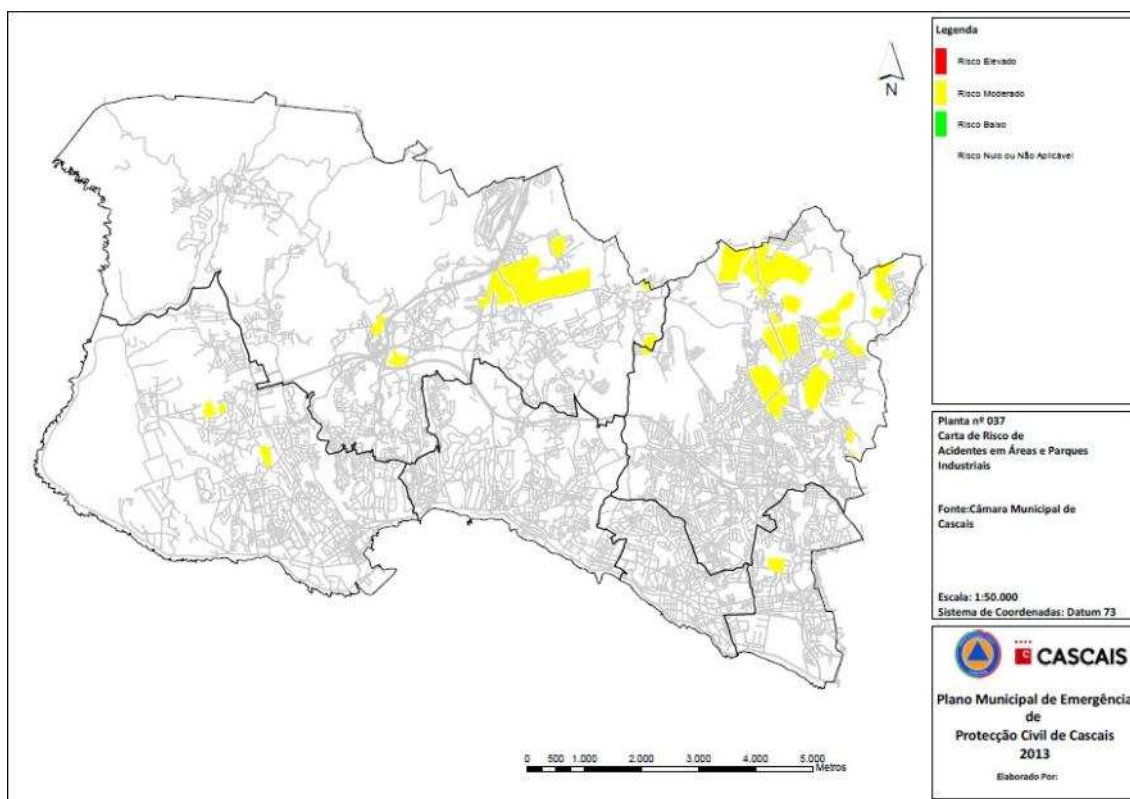 Legenda
Risco Elevado
Risco Moderado
Risco Baixo
Risco Nulo ou Não Aplicável
N
Planta nº 037
Carta de Risco de
Acidentes em Áreas e Parques
Industriais
Fonte:Câmara Municipal de
Cascais
Escala: 1:50.000
Sistema de Coordenadas: Datum 73
C CASCAIS
Plano Municipal de Emergência
de
Protecção Civil de Cascais
2013
Elaborado Por:
0 500 1.000 2.000 3.000 4.000 5.000
Metros